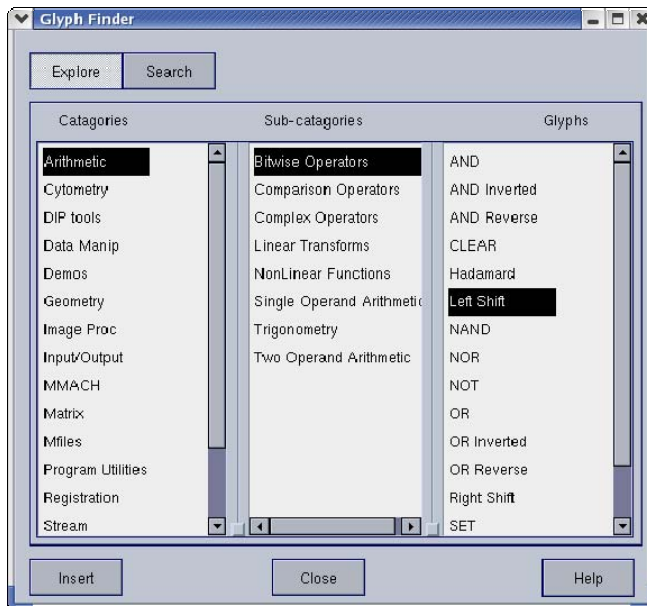 Glyph Finder
Explore
Search
Catagories
Sub-catagories
Glyphs
Arithmetic
Cytometry
DIP tools
Data Manip
Demos
Geometry
Image Proc
Input/Output
MMACH
Matrix
Mfiles
Program Utilities
Registration
Stream
Bitwise Operators
Comparison Operators
Complex Operators
Linear Transforms
NonLinear Functions
Single Operand Arithmetic
Trigonometry
Two Operand Arithmetic
AND
AND Inverted
AND Reverse
CLEAR
Hadamard
Left Shift
NAND
NOR
NOT
OR
OR Inverted
OR Reverse
Right Shift
SET
Insert
Close
Help